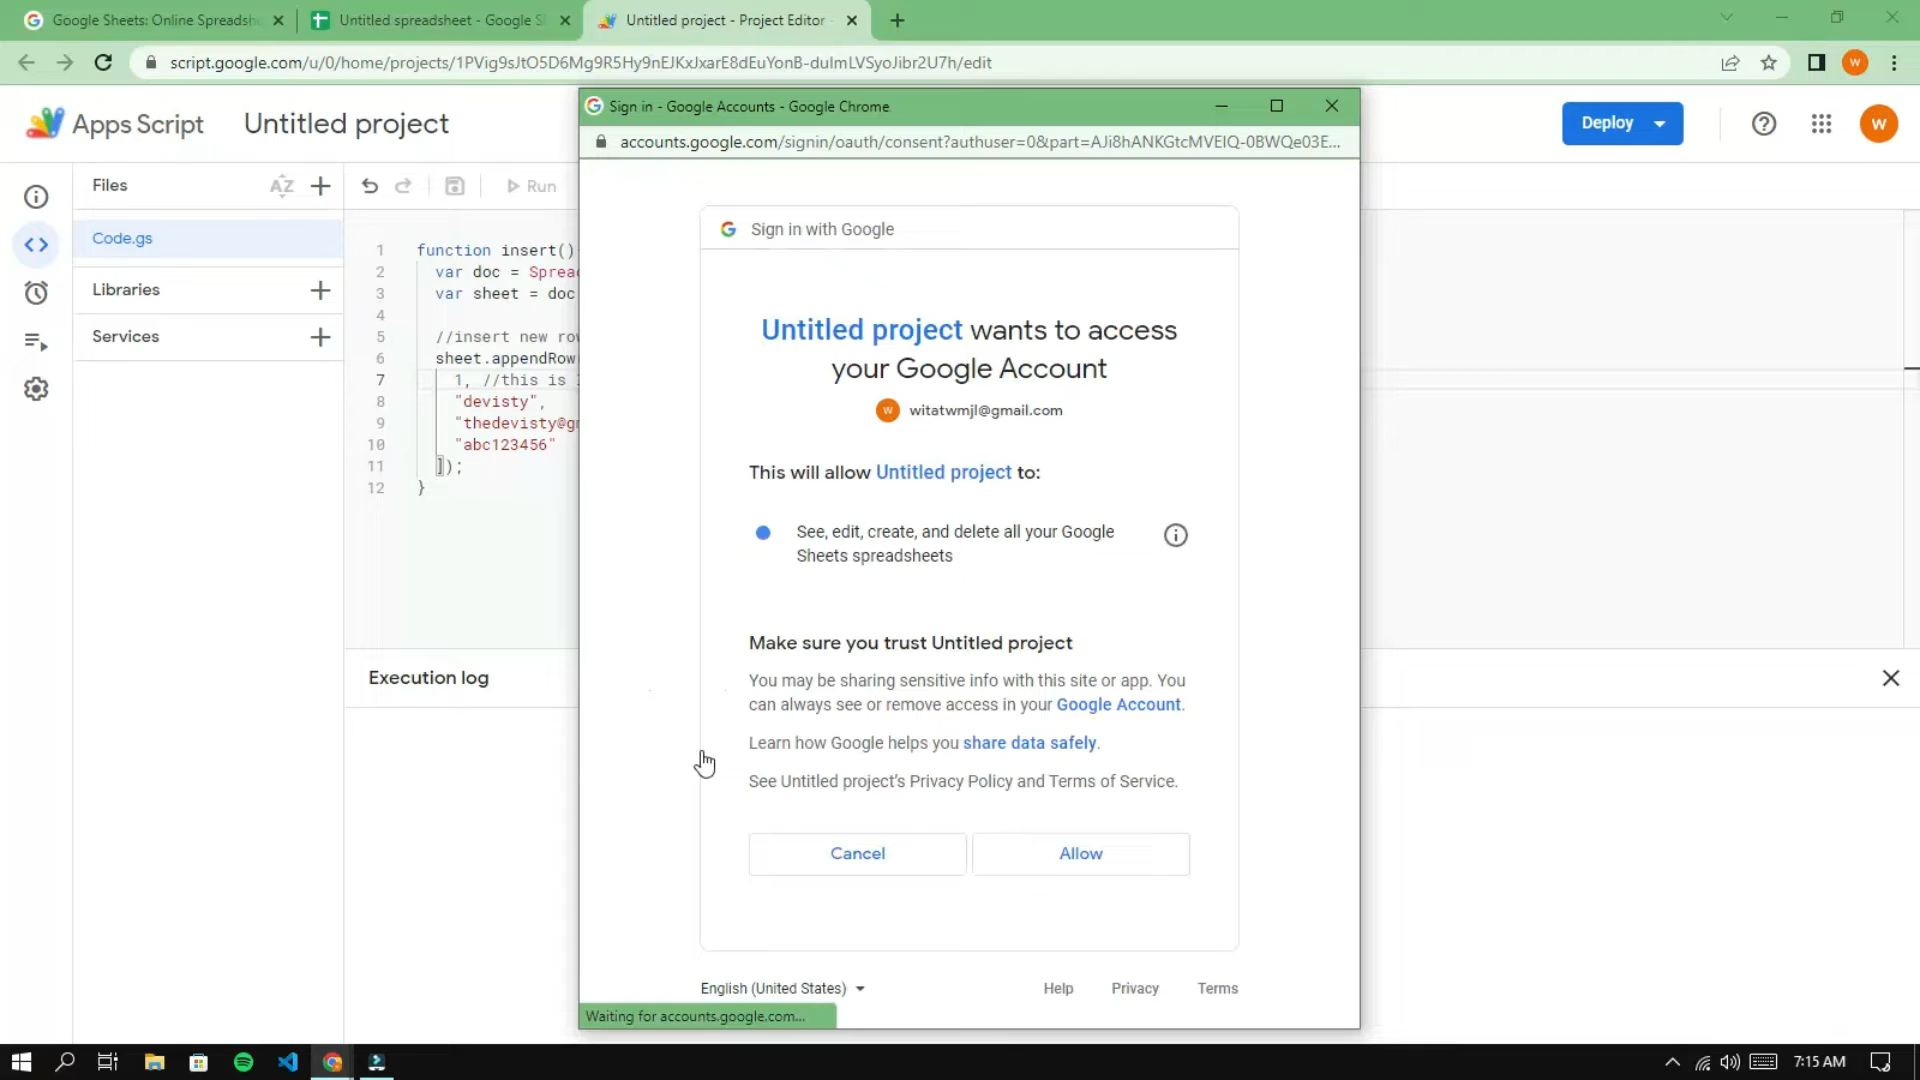 Google Sheets: Online Spreadsh
Untitled spreadsheet - Google S
Untitled project - Project Editor
script.google.com/u/0/home/projects/1PVig9sJtO5D6Mg9R5Hy9nEJKxJxarE8dEuYonB-duImLVSyoJibr2U7h/edit
W
Apps Script
Untitled project
Deploy
W
Sign in - Google Accounts - Google Chrome
accounts.google.com/signin/oauth/consent?authuser=0&part=AJi8hANKGtcMVEIQ-0BWQe03E...
Files
AZ
Run
Code.gs
Libraries
Services
1 function insert()
2 var doc = Sprea
3 var sheet = doc
4
5 //insert new ro
6 sheet.appendRow
7 1, //this is
8 "devisty",
9 "thedevisty@g
10 "abc123456"
11 ]);
12 }
Execution log
Sign in with Google
Untitled project wants to access
your Google Account
W witatwmjl@gmail.com
This will allow Untitled project to:
See, edit, create, and delete all your Google
Sheets spreadsheets
Make sure you trust Untitled project
You may be sharing sensitive info with this site or app. You
can always see or remove access in your Google Account.
Learn how Google helps you share data safely.
See Untitled project's Privacy Policy and Terms of Service.
Cancel
Allow
English (United States)
Help
Privacy
Terms
Waiting for accounts.google.com...
7:15 AM